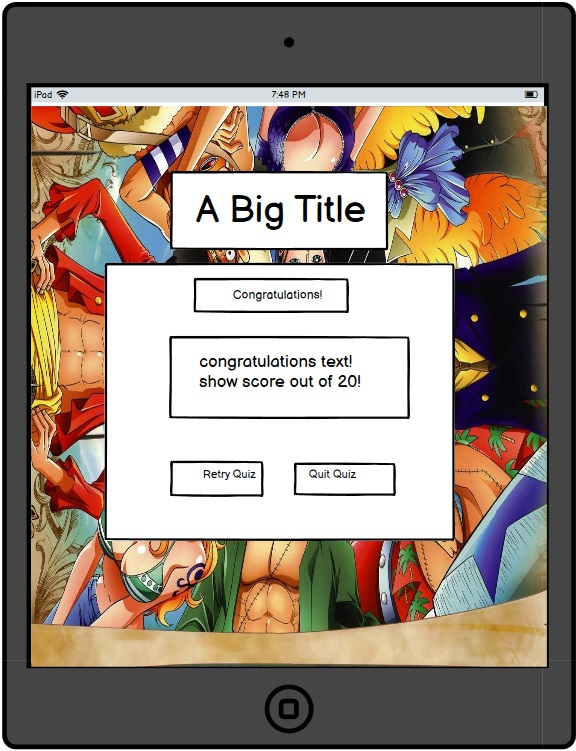 iPod 7:48 PM
A Big Title
Congratulations!
congratulations text!
show score out of 20!
Retry Quiz Quit Quiz